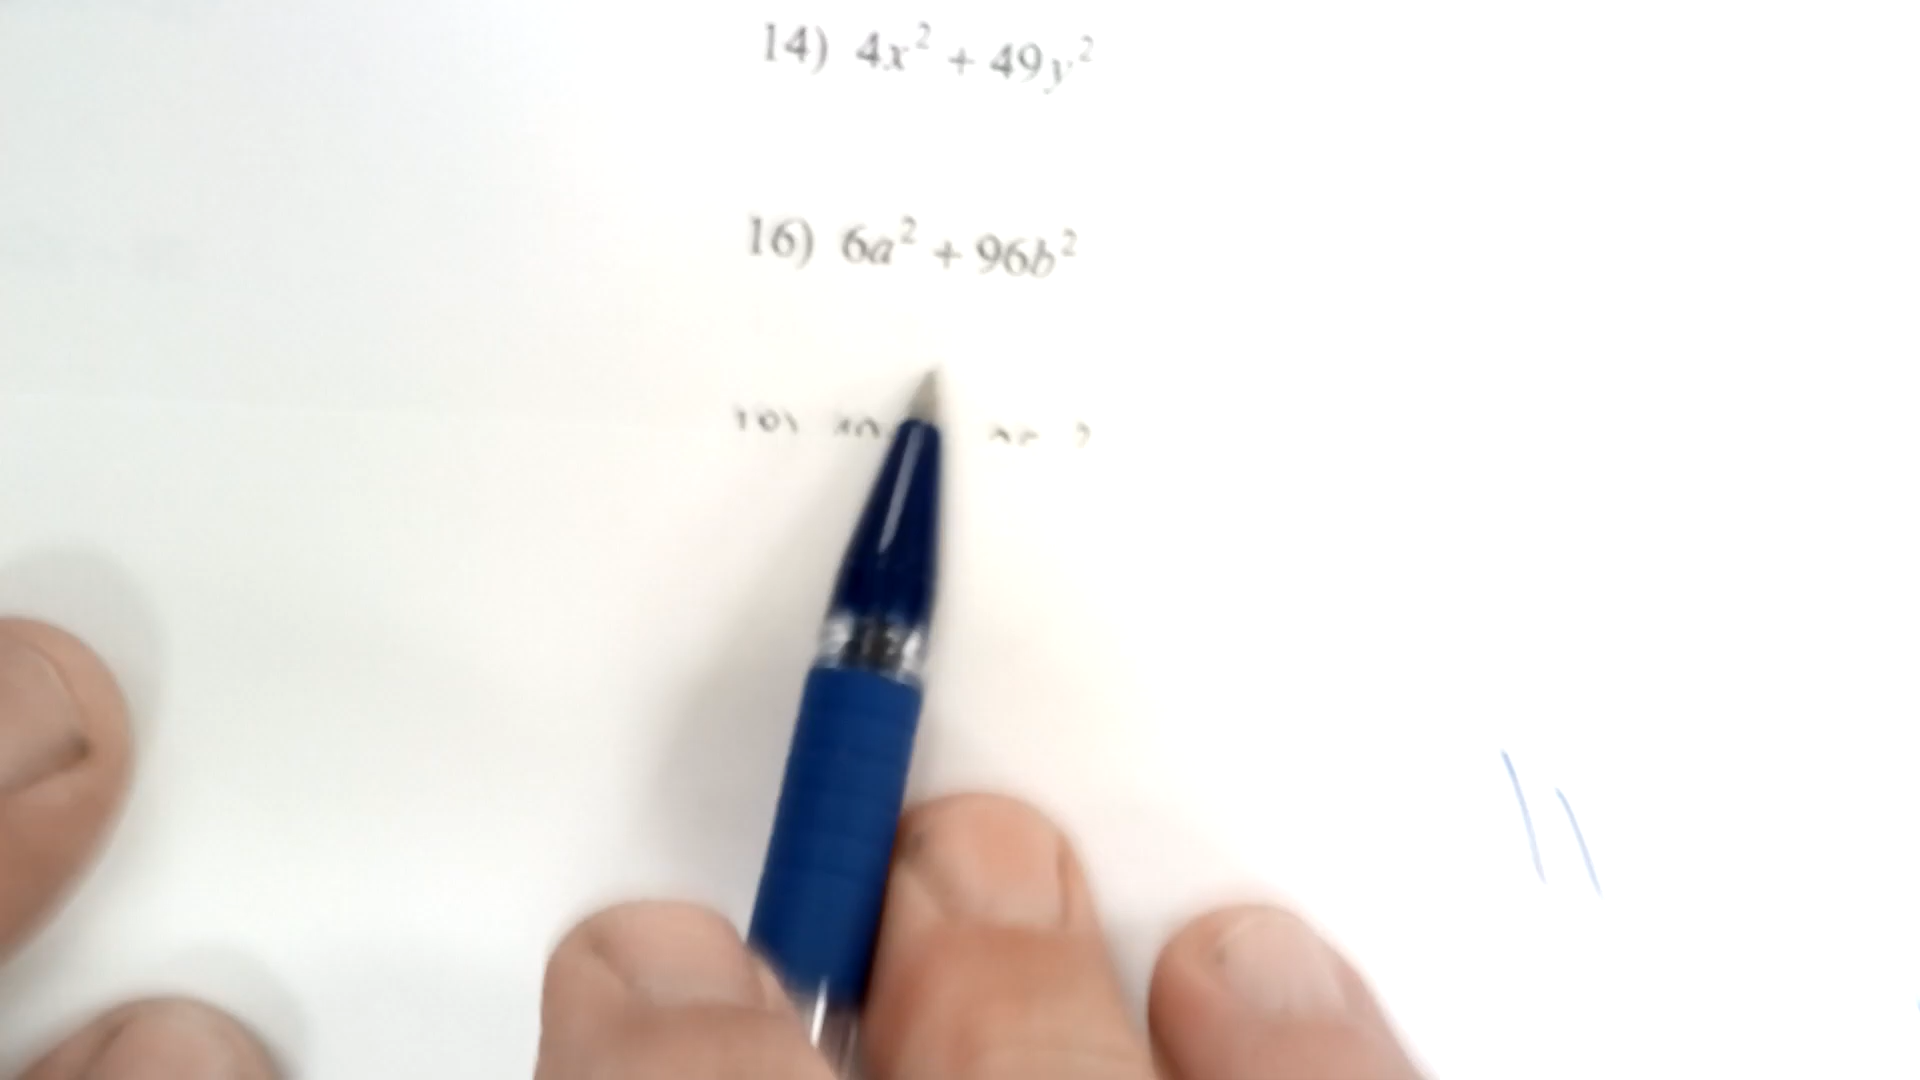 14) 4x² + 49y²
16) 6a² + 96b²